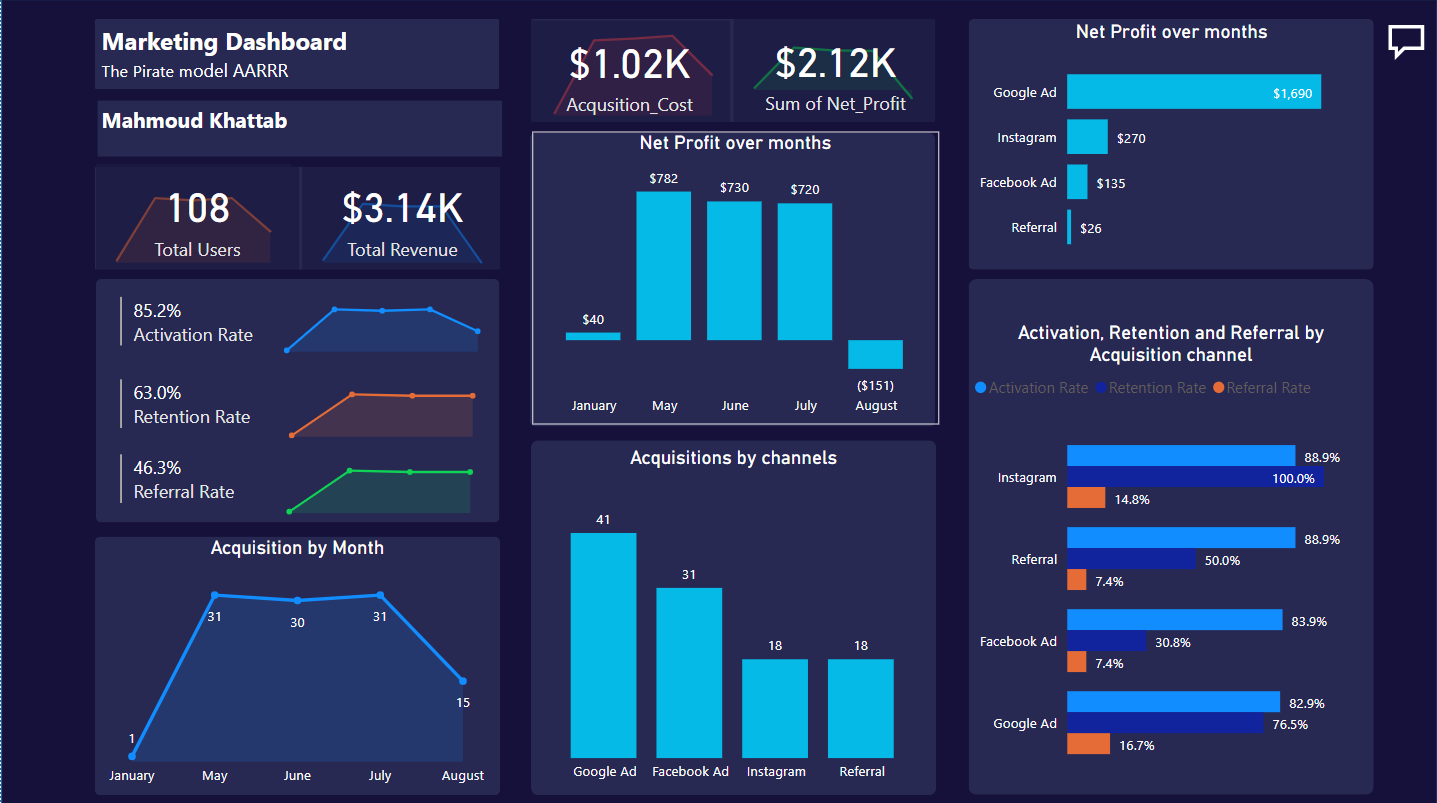 Marketing Dashboard
The Pirate model AARRR
Mahmoud Khattab
108
Total Users
$3.14K
Total Revenue
85.2%
Activation Rate
63.0%
Retention Rate
46.3%
Referral Rate
Acquisition by Month
1
31
30
31
15
January May June July August
$1.02K
Acqusition_Cost
$2.12K
Sum of Net_Profit
Net Profit over months
$40
$782
$730
$720
($151)
January May June July August
Acquisitions by channels
41
31
18
18
Google Ad Facebook Ad Instagram Referral
Net Profit over months
Google Ad $1,690
Instagram $270
Facebook Ad $135
Referral $26
Activation, Retention and Referral by
Acquisition channel
Activation Rate Retention Rate Referral Rate
88.9%
Instagram 100.0%
14.8%
88.9%
Referral 50.0%
7.4%
83.9%
Facebook Ad 30.8%
7.4%
82.9%
Google Ad 76.5%
16.7%